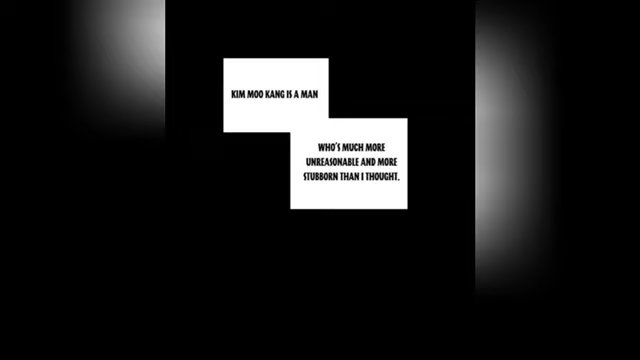 KIM MOO KANG IS A MAN
WHO'S MUCH MORE
UNREASONABLE AND MORE
STUBBORN THAN I THOUGHT.